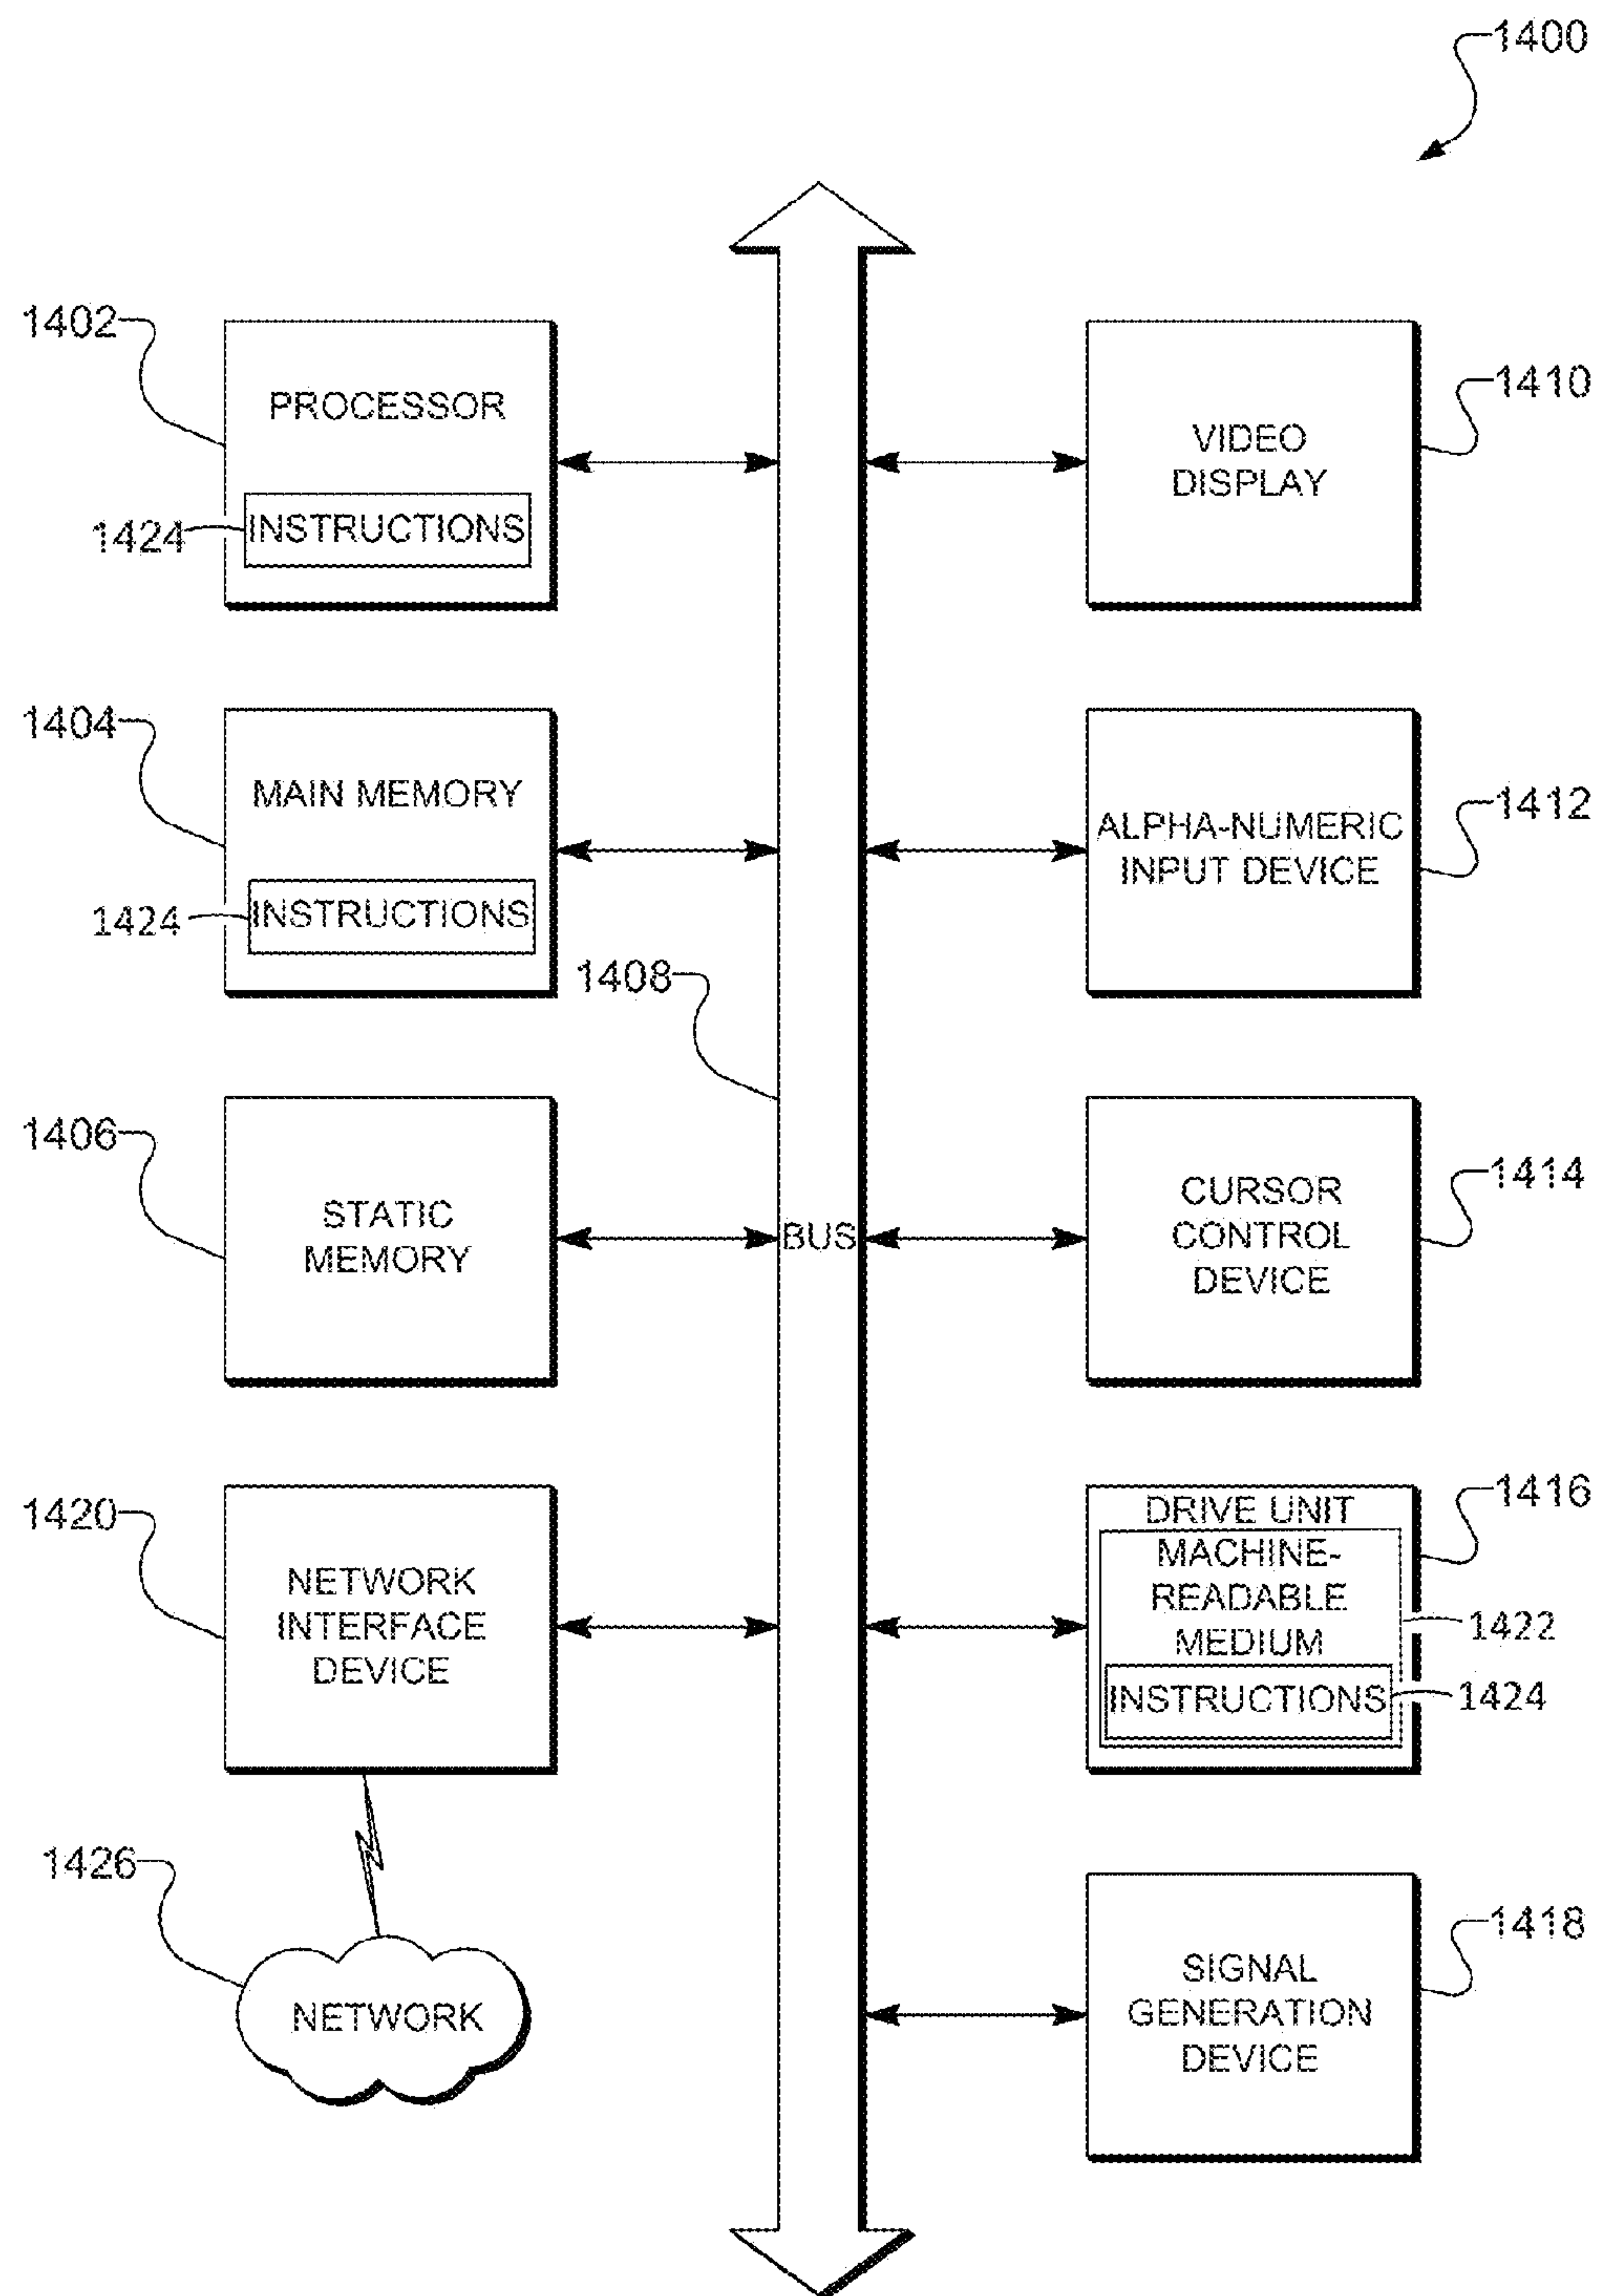 1400
1402
PROCESSOR
1424
INSTRUCTIONS
1410
VIDEO
DISPLAY
1404
MAIN MEMORY
1424
INSTRUCTIONS
1412
ALPHA-NUMERIC
INPUT DEVICE
1408
BUS
1406
STATIC
MEMORY
1414
CURSOR
CONTROL
DEVICE
1420
NETWORK
INTERFACE
DEVICE
1416
DRIVE UNIT
MACHINE-
READABLE
MEDIUM
1422
INSTRUCTIONS
1424
1426
NETWORK
1418
SIGNAL
GENERATION
DEVICE